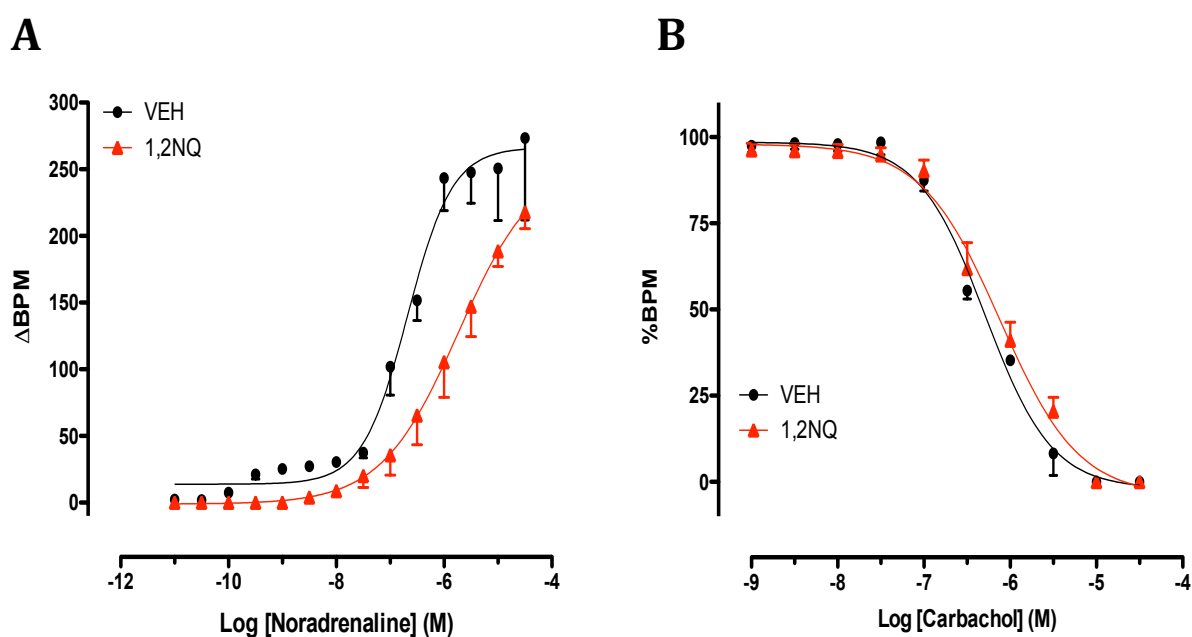 A
VEH
1,2NQ
300
250
200
150
100
50
0
ΔBPM
-12 -10 -8 -6 -4
Log [Noradrenaline] (M)
B
100
75
50
25
0
%BPM
VEH
1,2NQ
-9 -8 -7 -6 -5 -4
Log [Carbachol] (M)